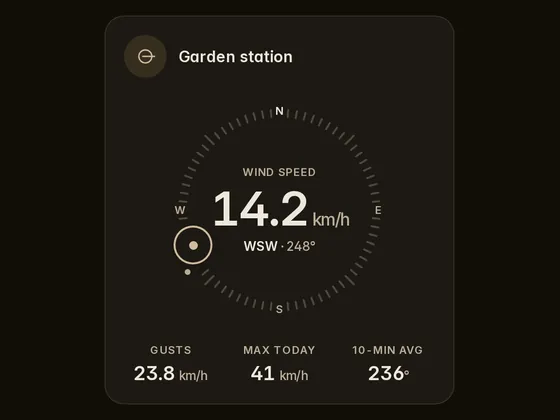 Garden station
N
WIND SPEED
W
14.2 km/h
E
WSW · 248°
S
GUSTS MAX TODAY 10-MIN AVG
23.8 km/h 41 km/h 236°